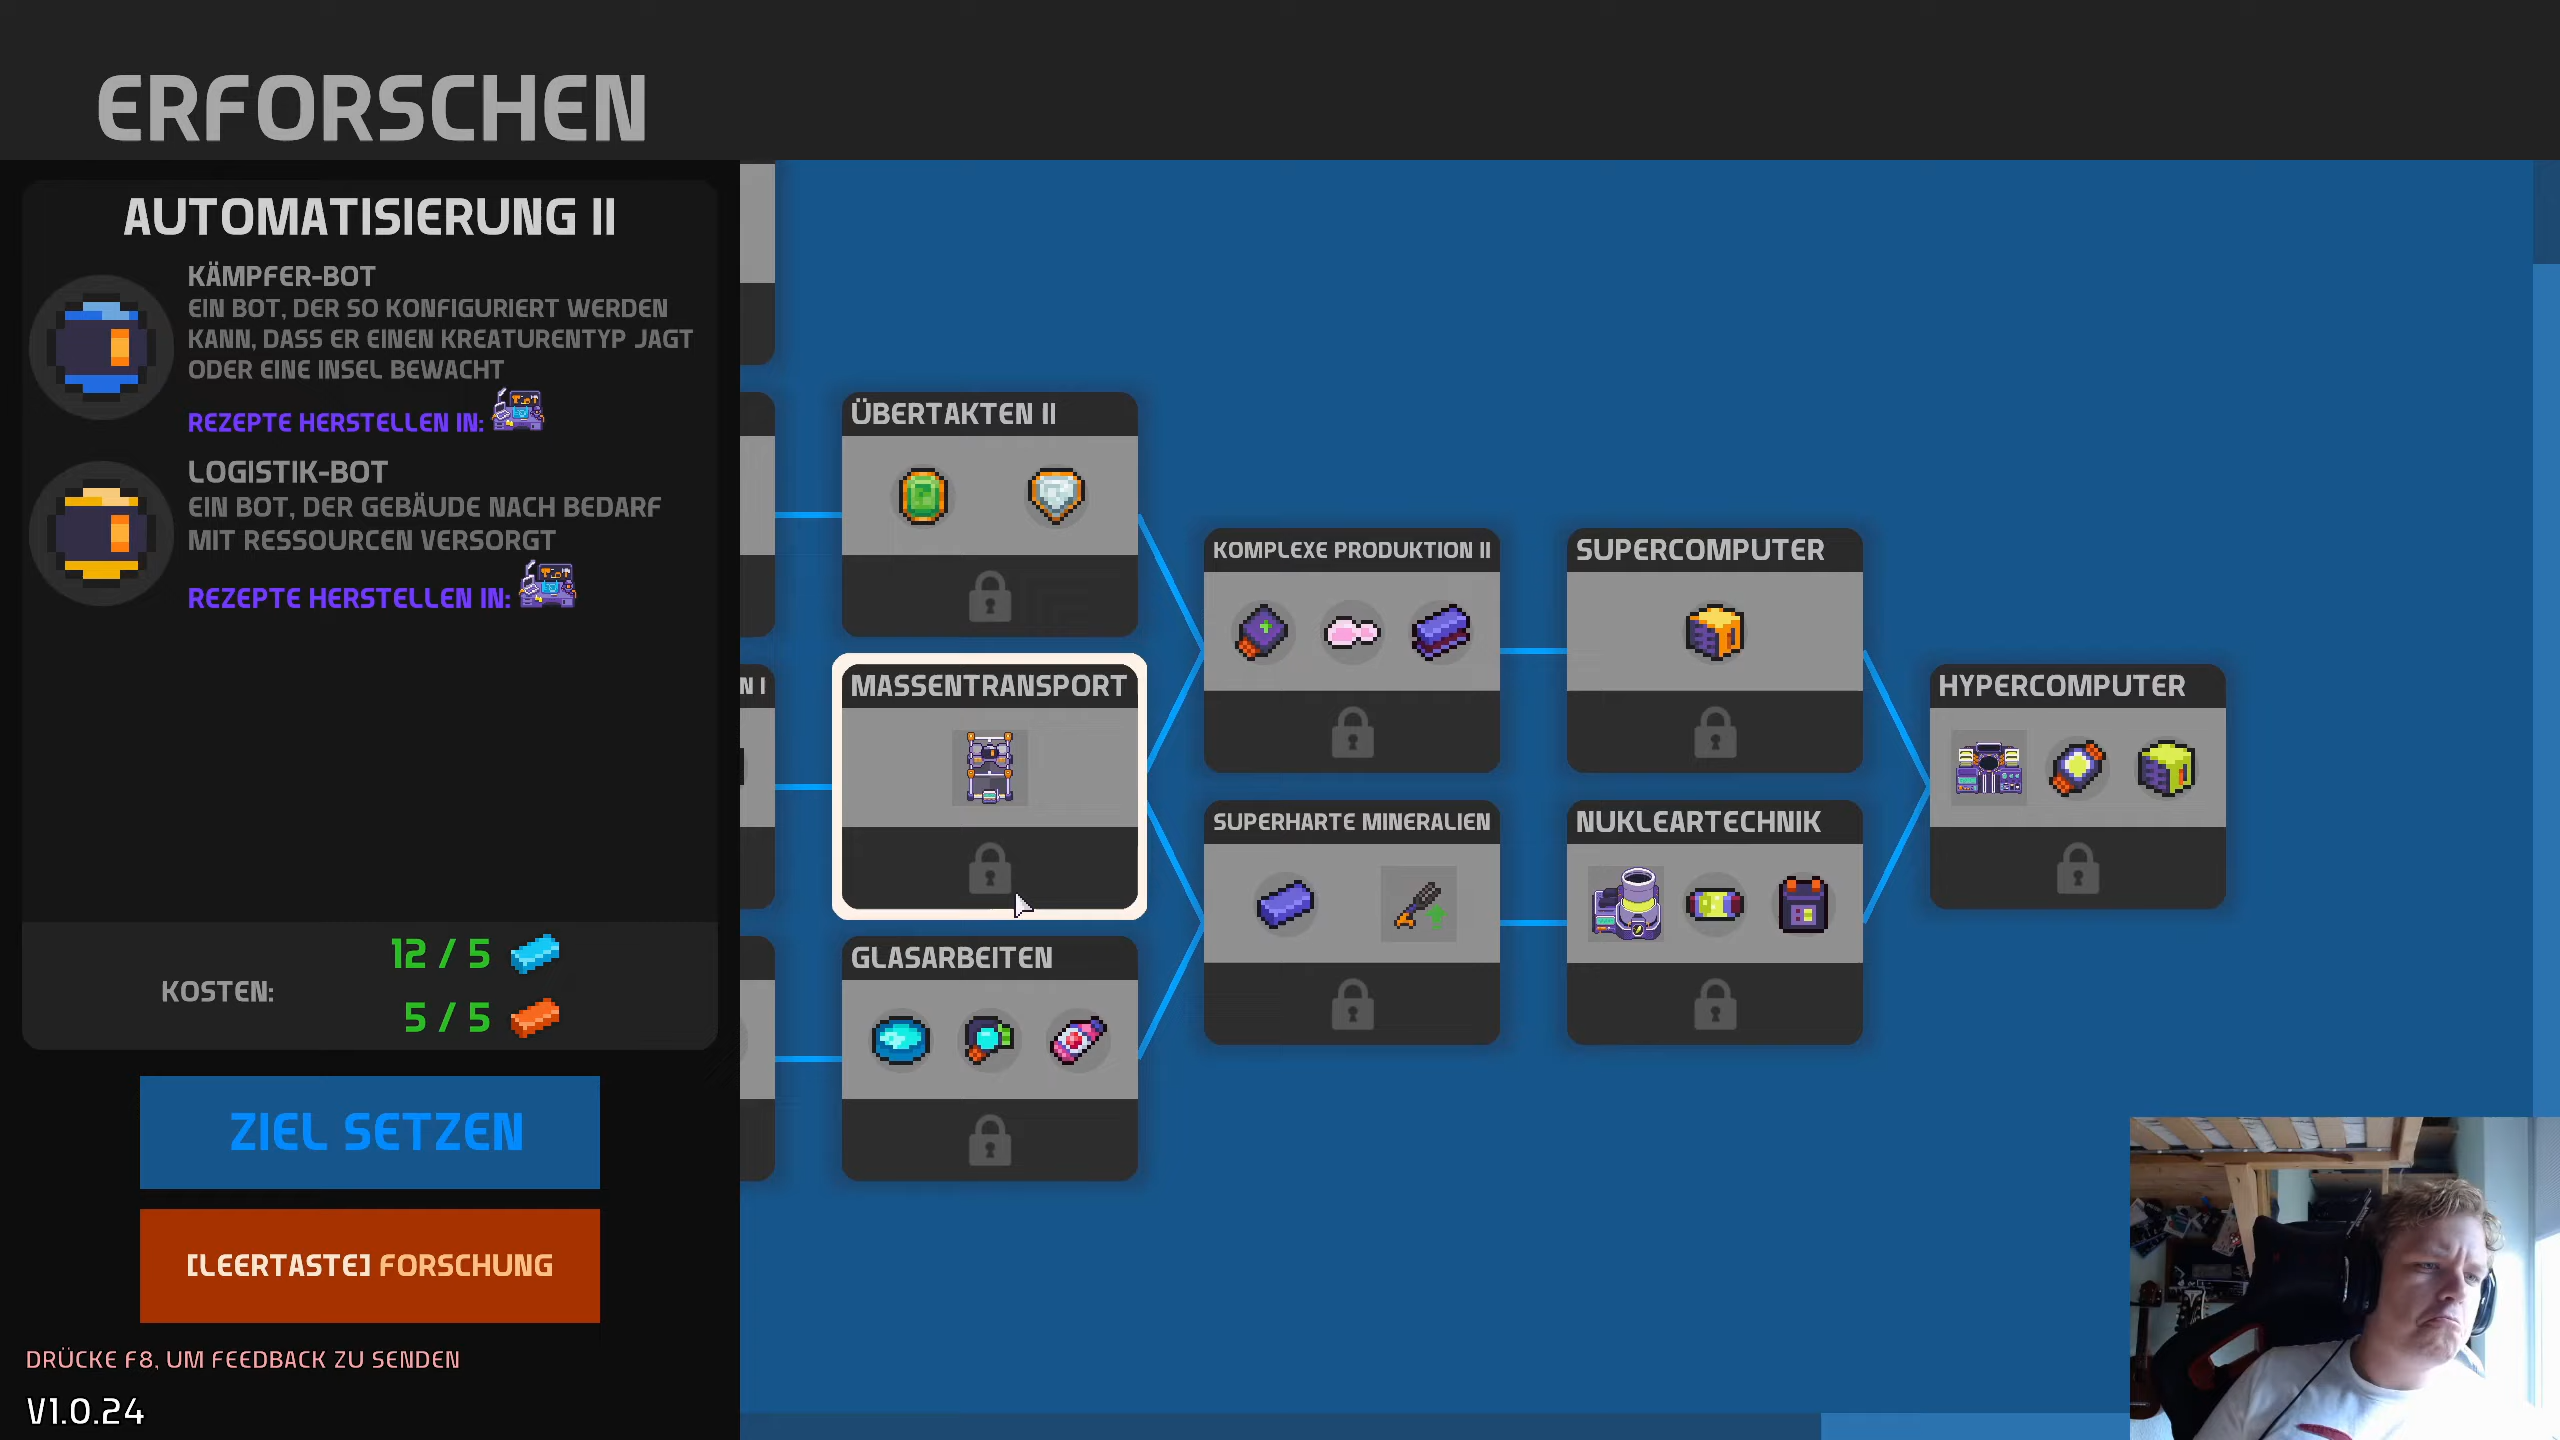 ERFORSCHEN
AUTOMATISIERUNG II
KÄMPFER-BOT
EIN BOT, DER SO KONFIGURIERT WERDEN
KANN, DASS ER EINEN KREATURENTYP JAGT
ODER EINE INSEL BEWACHT
REZEPTE HERSTELLEN IN:
LOGISTIK-BOT
EIN BOT, DER GEBÄUDE NACH BEDARF
MIT RESSOURCEN VERSORGT
REZEPTE HERSTELLEN IN:
KOSTEN:
12 / 5
5 / 5
ZIEL SETZEN
[LEERTASTE] FORSCHUNG
DRÜCKE F8, UM FEEDBACK ZU SENDEN
V1.0.24
N I
ÜBERTAKTEN II
MASSENTRANSPORT
GLASARBEITEN
KOMPLEXE PRODUKTION II
SUPERHARTE MINERALIEN
SUPERCOMPUTER
NUKLEARTECHNIK
HYPERCOMPUTER